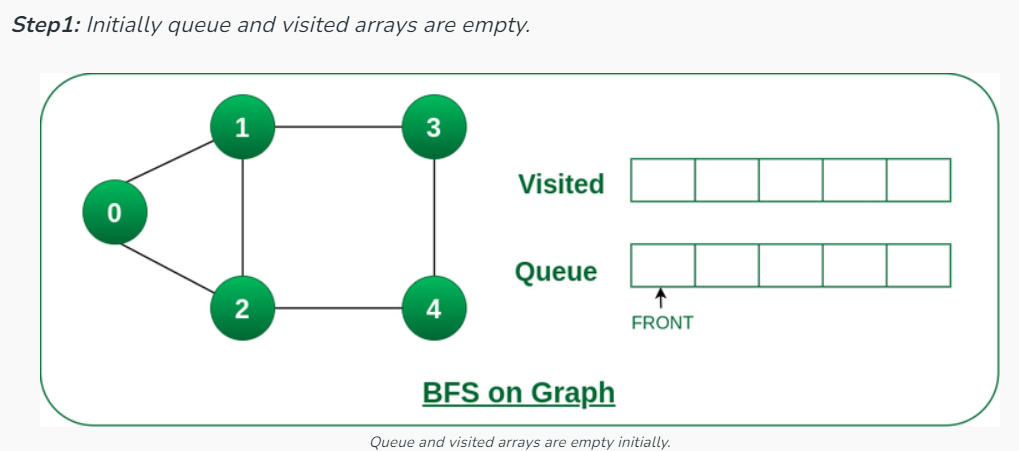 Step1: Initially queue and visited arrays are empty.
1
3
0
2
4
Visited
Queue
FRONT
BFS on Graph
Queue and visited arrays are empty initially.